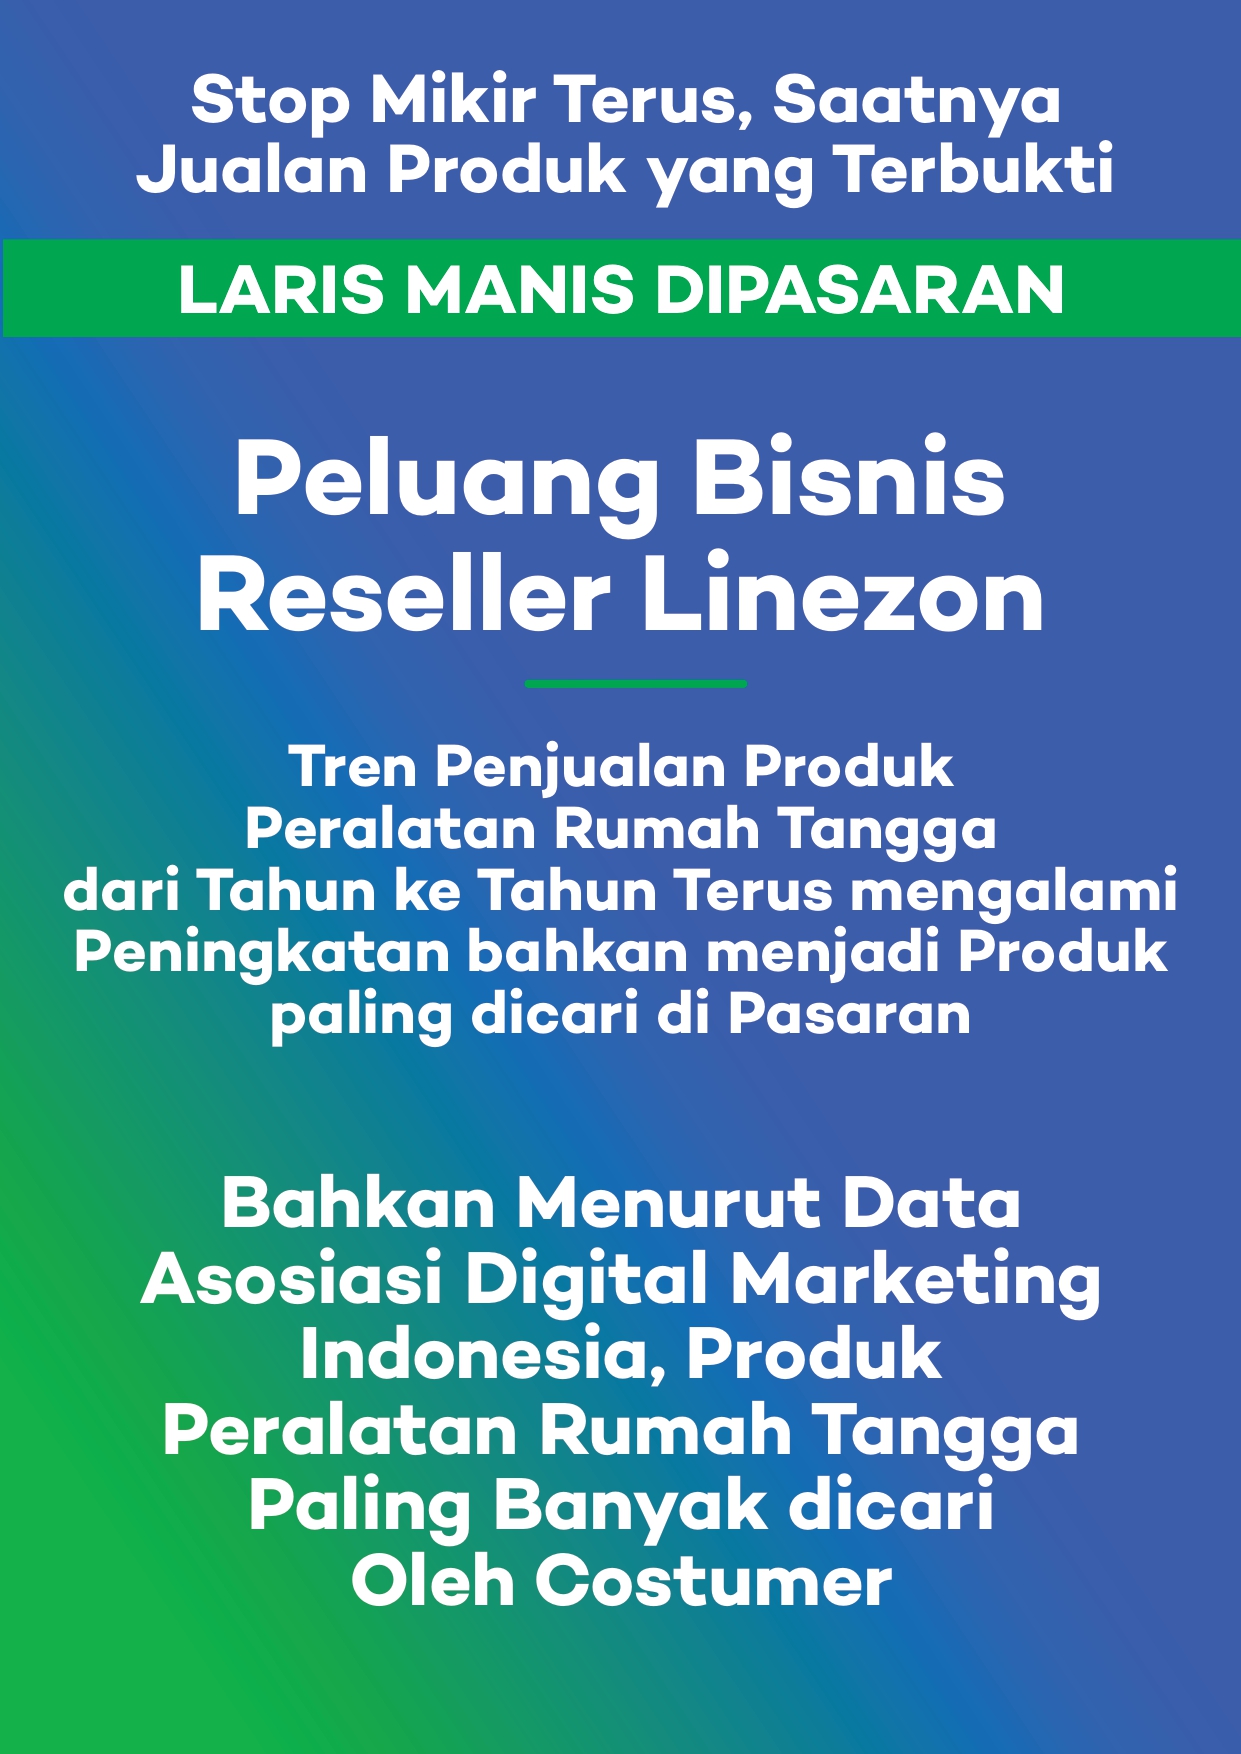 Stop Mikir Terus, Saatnya
Jualan Produk yang Terbukti
LARIS MANIS DIPASARAN
Peluang Bisnis
Reseller Linezon
Tren Penjualan Produk
Peralatan Rumah Tangga
dari Tahun ke Tahun Terus mengalami
Peningkatan bahkan menjadi Produk
paling dicari di Pasaran
Bahkan Menurut Data
Asosiasi Digital Marketing
Indonesia, Produk
Peralatan Rumah Tangga
Paling Banyak dicari
Oleh Costumer